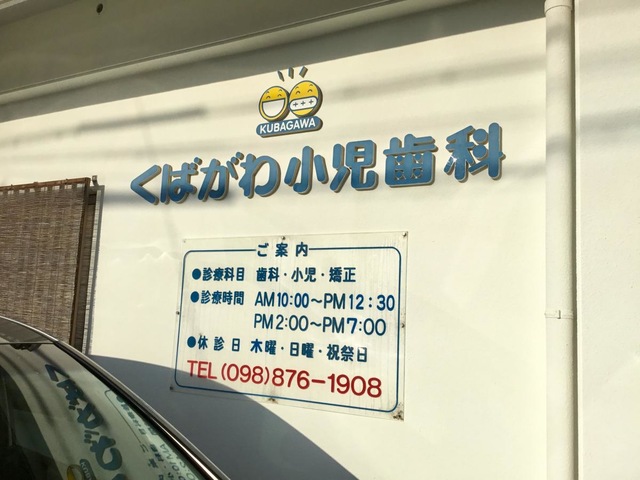 KUBAGAWA
くばがわ小児歯科
ご案内
●診療科目 歯科・小児・矯正
●診療時間 AM10:00～PM12:30
PM2:00～PM7:00
●休診日 木曜・日曜・祝祭日
TEL(098)876-1908